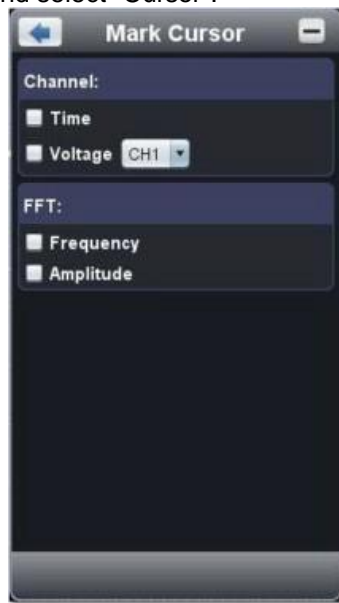 Mark Cursor
Channel:
Time
Voltage CH1
FFT:
Frequency
Amplitude